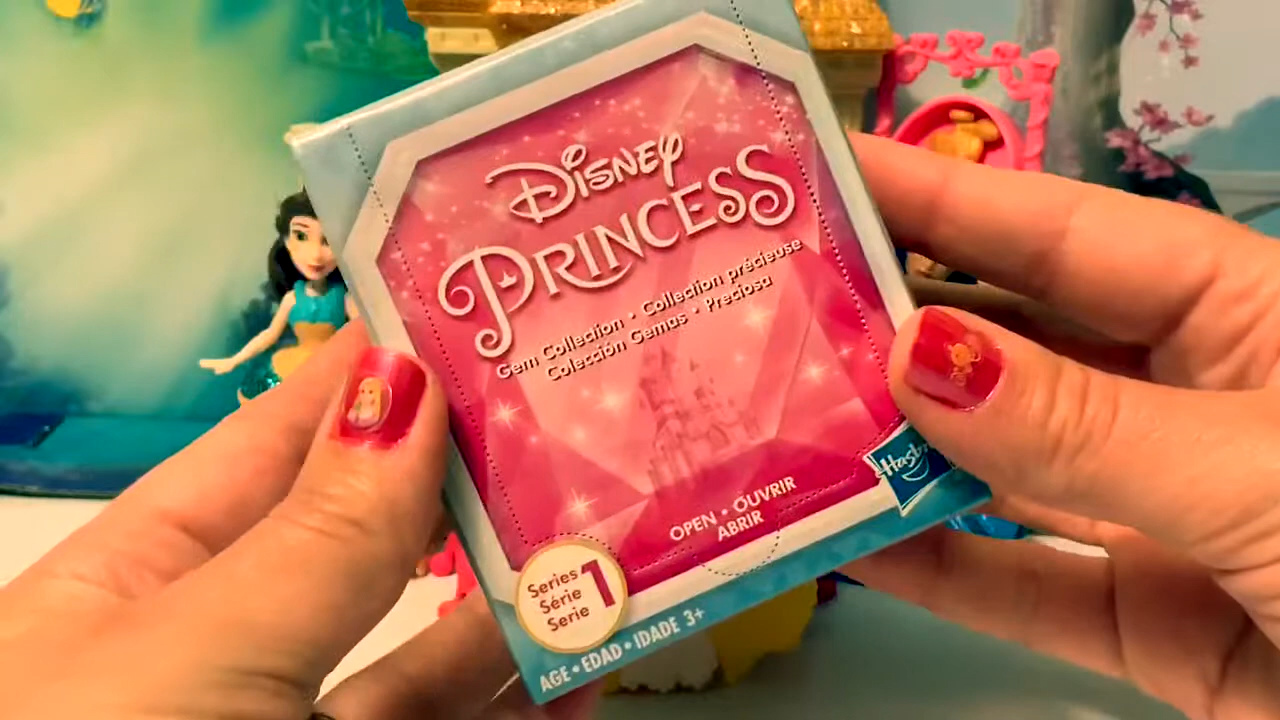 Disney
PRINCESS
Gem Collection • Collection précieuse
Colección Gemas • Preciosa
OPEN • OUVRIR
ABRIR
Hasbro
Series 1
Série
Serie
AGE • EDAD • IDADE 3+